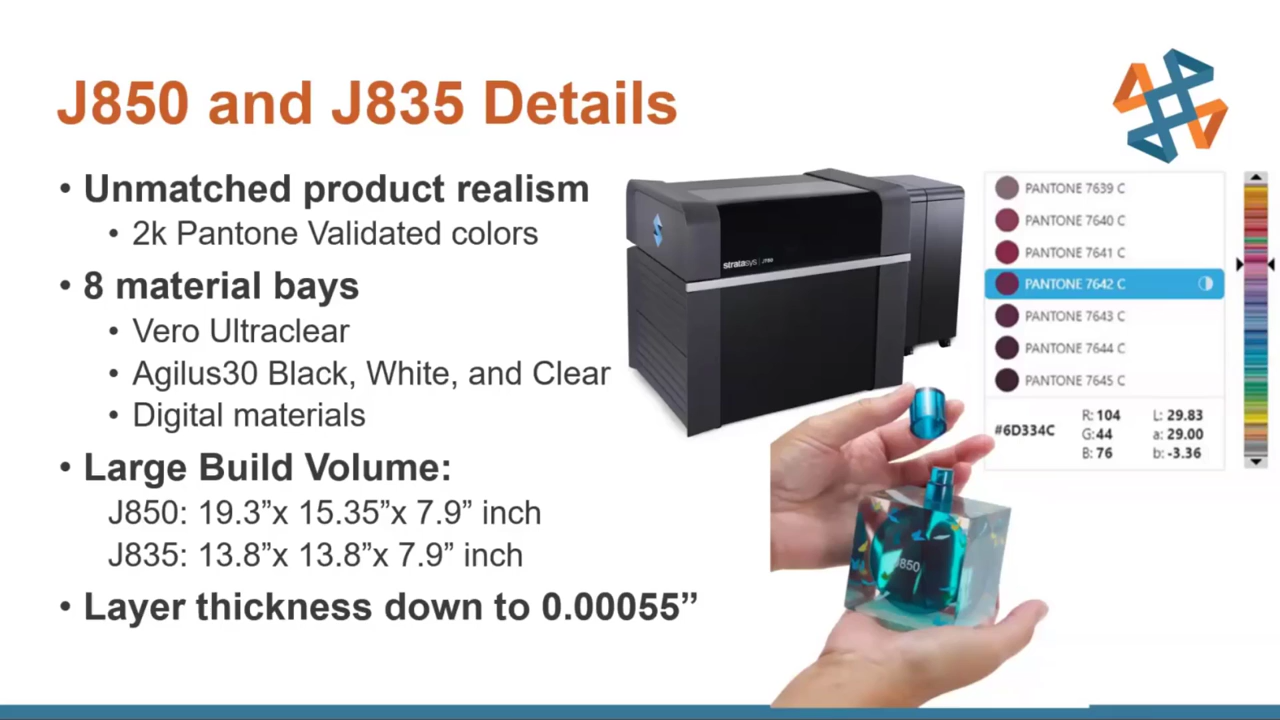 J850 and J835 Details
• Unmatched product realism
• 2k Pantone Validated colors
• 8 material bays
• Vero Ultraclear
• Agilus30 Black, White, and Clear
• Digital materials
• Large Build Volume:
J850: 19.3”x 15.35”x 7.9” inch
J835: 13.8”x 13.8”x 7.9” inch
• Layer thickness down to 0.00055”
stratasys | J750
PANTONE 7639 C
PANTONE 7640 C
PANTONE 7641 C
PANTONE 7642 C
PANTONE 7643 C
PANTONE 7644 C
PANTONE 7645 C
#6D334C
R: 104 L: 29.83
G: 44 a: 29.00
B: 76 b: -3.36
J850